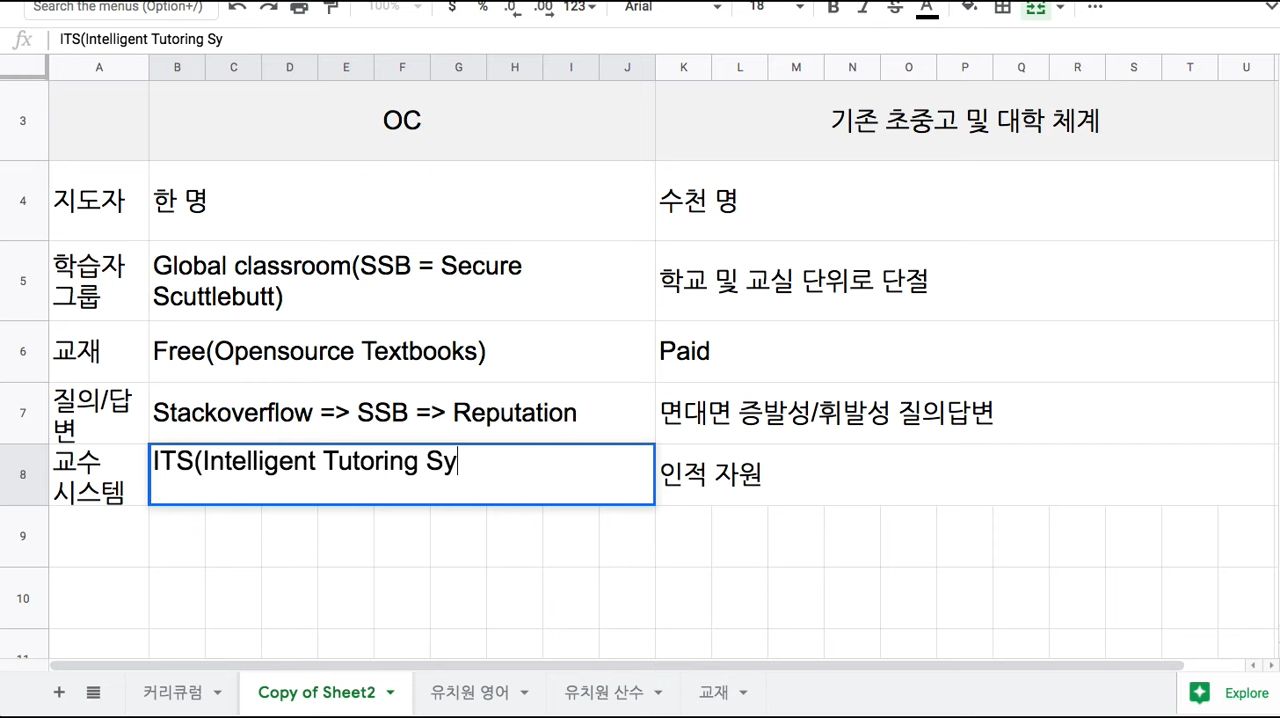 Search the menus (Option+/)
100%
$ % .0 .00 123
Arial
18
B I S A
fx
ITS(Intelligent Tutoring Sy
A B C D E F G H I J K L M N O P Q R S T U
3
OC
기존 초중고 및 대학 체계
4
지도자
한 명
수천 명
5
학습자
그룹
Global classroom(SSB = Secure
Scuttlebutt)
학교 및 교실 단위로 단절
6
교재
Free(Opensource Textbooks)
Paid
7
질의/답
변
Stackoverflow => SSB => Reputation
면대면 증발성/휘발성 질의답변
8
교수
시스템
ITS(Intelligent Tutoring Sy
인적 자원
9
10
11
커리큐럼
Copy of Sheet2
유치원 영어
유치원 산수
교재
Explore